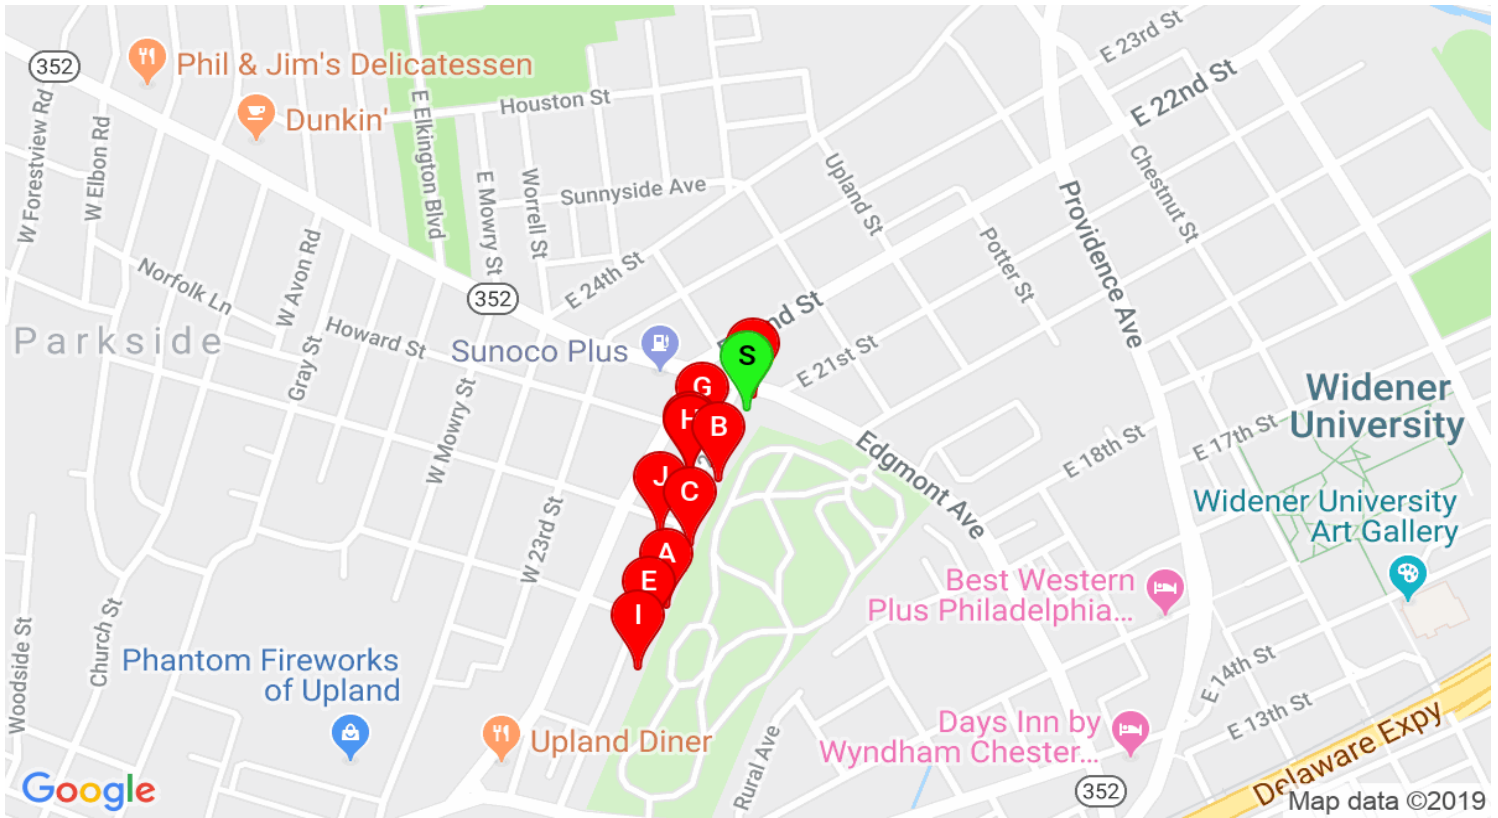 E 23rd St
352
Phil & Jim's Delicatessen
E 22nd St
Houston St
Dunkin'
W Forestview Rd
W Elbon Rd
E Elkington Blvd
E Mowry St
Worrell St
Sunnyside Ave
Upland St
Chestnut St
Providence Ave
Potter St
W Avon Rd
Norfolk Ln
E 24th St
352
nd St
Parkside
Howard St
Sunoco Plus
S
E 21st St
Gray St
G
W Mowry St
H
B
Widener
University
E 17th St
E 18th St
Edgmont Ave
J
C
Widener University
Art Gallery
W 23rd St
A
E
Best Western
Plus Philadelphia...
I
Church St
Woodside St
Phantom Fireworks
of Upland
E 14th St
E 13th St
Upland Diner
Days Inn by
Wyndham Chester...
Rural Ave
Delaware Expy
352
Google
Map data ©2019